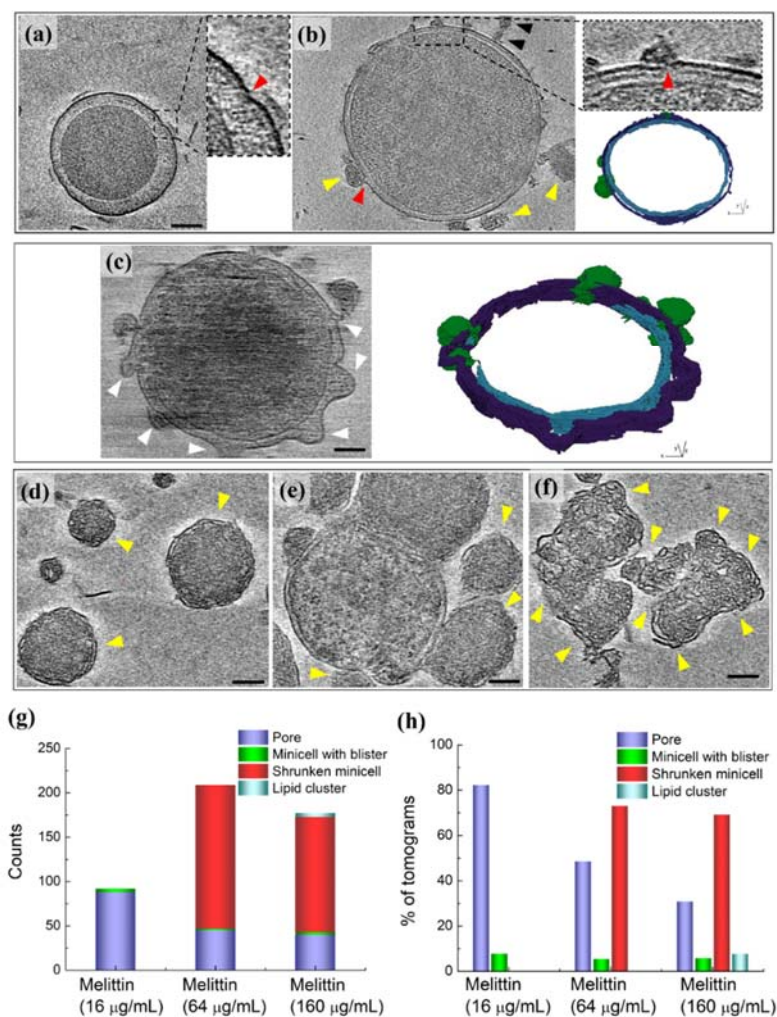 (a)
(b)
(c)
(d)
(e)
(f)
(g)
Pore
Minicell with blister
Shrunken minicell
Lipid cluster
250
200
150
100
50
0
Counts
Melittin
(16 μg/mL)
Melittin
(64 μg/mL)
Melittin
(160 μg/mL)
(h)
Pore
Minicell with blister
Shrunken minicell
Lipid cluster
100
80
60
40
20
0
% of tomograms
Melittin
(16 μg/mL)
Melittin
(64 μg/mL)
Melittin
(160 μg/mL)